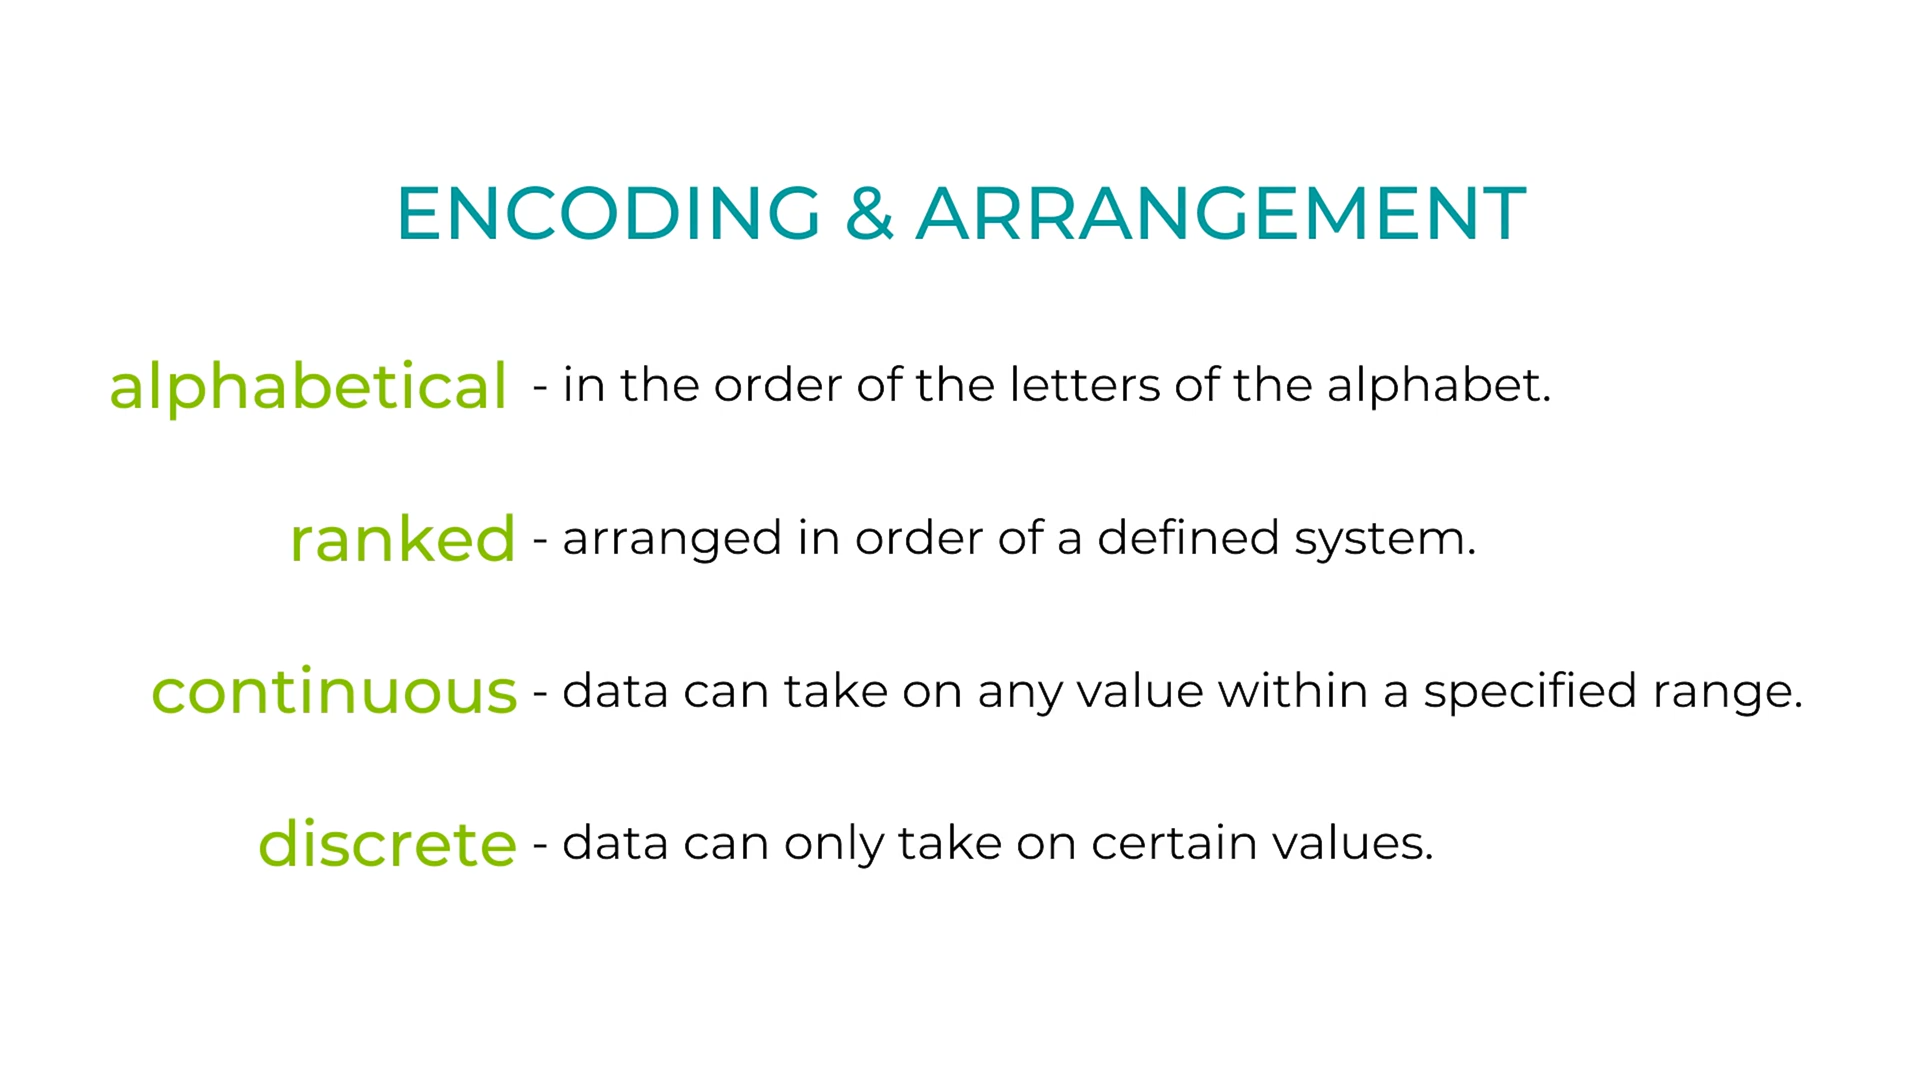 ENCODING & ARRANGEMENT
alphabetical - in the order of the letters of the alphabet.
ranked - arranged in order of a defined system.
continuous - data can take on any value within a specified range.
discrete - data can only take on certain values.